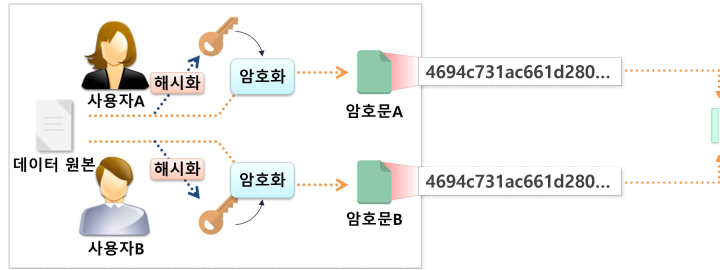 사용자A
해시화
암호화
암호문A
4694c731ac661d280...
데이터 원본
해시화
암호화
암호문B
4694c731ac661d280...
사용자B